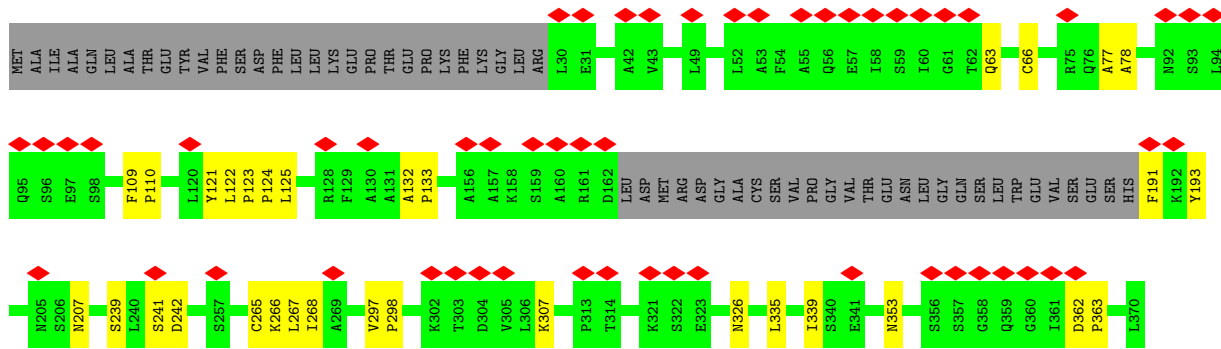 MET ALA ILE ALA GLN LEU ALA THR GLU TYR VAL PHE SER ASP PHE LEU LEU LYS GLU PRO THR GLU PRO LYS PHE LYS GLY LEU ARG L30 E31 A42 V43 L49 L52 A53 F54 A55 Q56 E57 I58 S59 I60 G61 T62 Q63 C66 R75 Q76 A77 A78 N92 S93 L94
Q95 S96 E97 S98 F109 P110 L120 Y121 L122 P123 P124 L125 R128 F129 A130 A131 A132 P133 A156 A157 K158 S159 A160 R161 D162 LEU ASP MET ARG ASP GLY ALA CYS SER VAL PRO GLY VAL THR GLU ASN LEU GLY GLN SER LEU TRP GLU VAL SER GLU SER HIS F191 K192 Y193
N205 S206 N207 S239 L240 S241 D242 S257 C265 K266 L267 I268 A269 V297 P298 K302 T303 D304 V305 L306 K307 P313 T314 K321 S322 E323 N326 L335 I339 S340 E341 N353 S356 S357 G358 Q359 G360 I361 D362 P363 L370